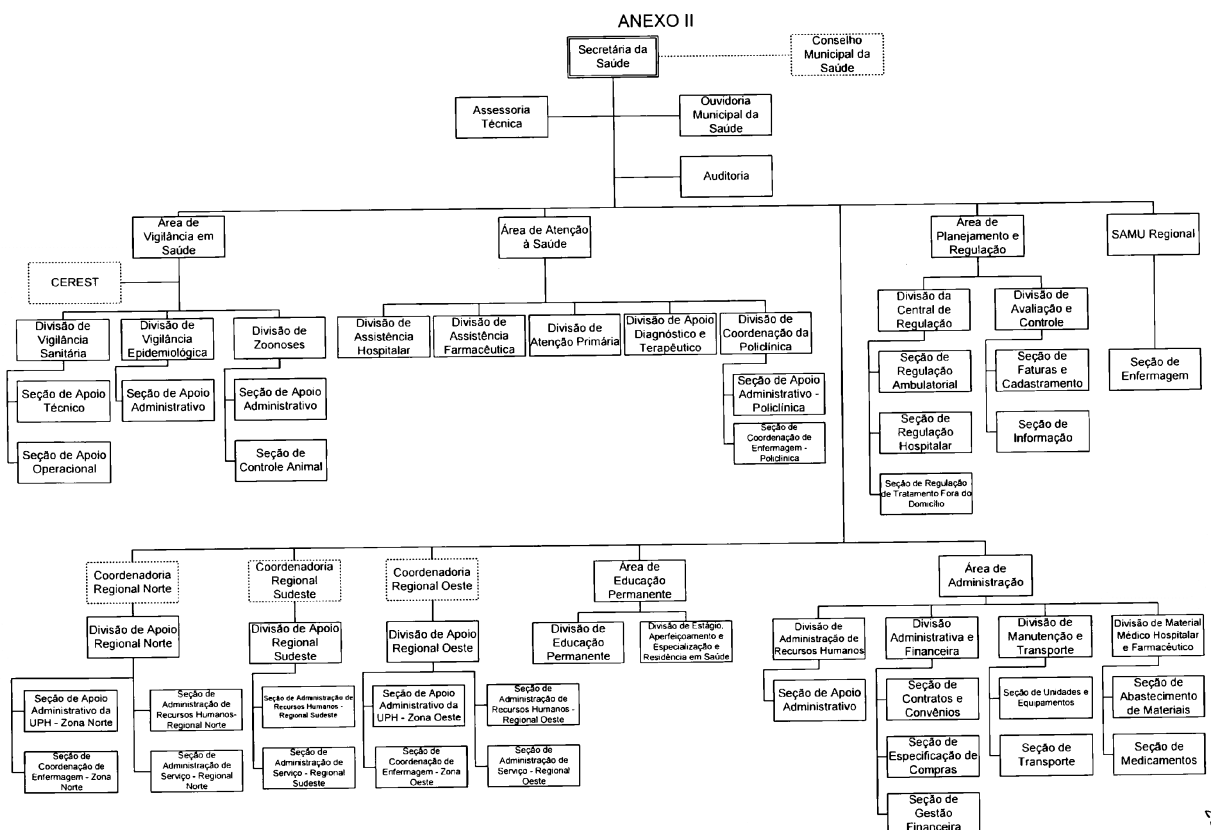 ANEXO II
Secretária da
Saúde
Conselho
Municipal da
Saúde
Assessoria
Técnica
Ouvidoria
Municipal da
Saúde
Auditoria
Área de
Vigilância em
Saúde
Área de Atenção
à Saúde
Área de
Planejamento e
Regulação
SAMU Regional
CEREST
Divisão de
Vigilância
Sanitária
Divisão de
Vigilância
Epidemiológica
Divisão de
Zoonoses
Divisão de
Assistência
Hospitalar
Divisão de
Assistência
Farmacêutica
Divisão de
Atenção Primária
Divisão de Apoio
Diagnóstico e
Terapêutico
Divisão de
Coordenação da
Policlínica
Divisão da
Central de
Regulação
Divisão de
Avaliação e
Controle
Seção de
Enfermagem
Seção de Apoio
Técnico
Seção de Apoio
Administrativo
Seção de Apoio
Administrativo
Seção de Apoio
Administrativo -
Policlínica
Seção de
Regulação
Ambulatorial
Seção de
Faturas e
Cadastramento
Seção de Apoio
Operacional
Seção de
Controle Animal
Seção de
Coordenação de
Enfermagem -
Policlínica
Seção de
Regulação
Hospitalar
Seção de
Informação
Seção de Regulação
de Tratamento Fora do
Domicílio
Coordenadoria
Regional Norte
Coordenadoria
Regional
Sudeste
Coordenadoria
Regional Oeste
Área de
Educação
Permanente
Área de
Administração
Divisão de Apoio
Regional Norte
Divisão de Apoio
Regional
Sudeste
Divisão de Apoio
Regional Oeste
Divisão de
Educação
Permanente
Divisão de Estágio,
Aperfeiçoamento e
Especialização e
Residência em Saúde
Divisão de
Administração de
Recursos Humanos
Divisão
Administrativa e
Financeira
Divisão de
Manutenção e
Transporte
Divisão de Material
Médico Hospitalar
e Farmacêutico
Seção de Apoio
Administrativo da
UPH - Zona Norte
Seção de
Administração de
Recursos Humanos-
Regional Norte
Seção de Administração de
Recursos Humanos -
Regional Sudeste
Seção de Apoio
Administrativo da
UPH - Zona Oeste
Seção de
Administração de
Recursos Humanos -
Regional Oeste
Seção de Apoio
Administrativo
Seção de
Contratos e
Convênios
Seção de Unidades e
Equipamentos
Seção de
Abastecimento
de Materiais
Seção de
Coordenação de
Enfermagem - Zona
Norte
Seção de
Administração de
Serviço - Regional
Norte
Seção de
Administração de
Serviço - Regional
Sudeste
Seção de
Coordenação de
Enfermagem - Zona
Oeste
Seção de
Administração de
Serviço - Regional
Oeste
Seção de
Especificação de
Compras
Seção de
Transporte
Seção de
Medicamentos
Seção de
Gestão
Financeira